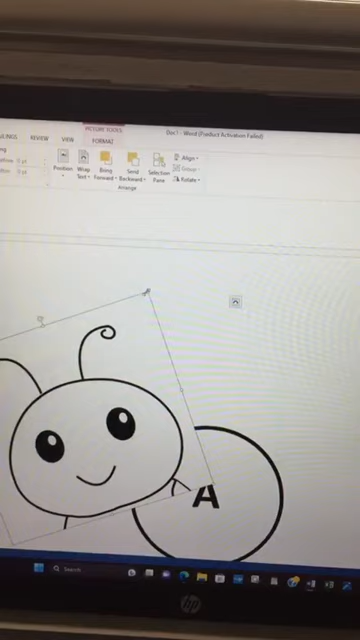 PICTURE TOOLS
Doc1 - Word (Product Activation Failed)
REVIEW VIEW FORMAT
Position
Wrap Text
Bring Forward
Send Backward
Selection Pane
Align
Group
Rotate
Arrange
A
Search
hp